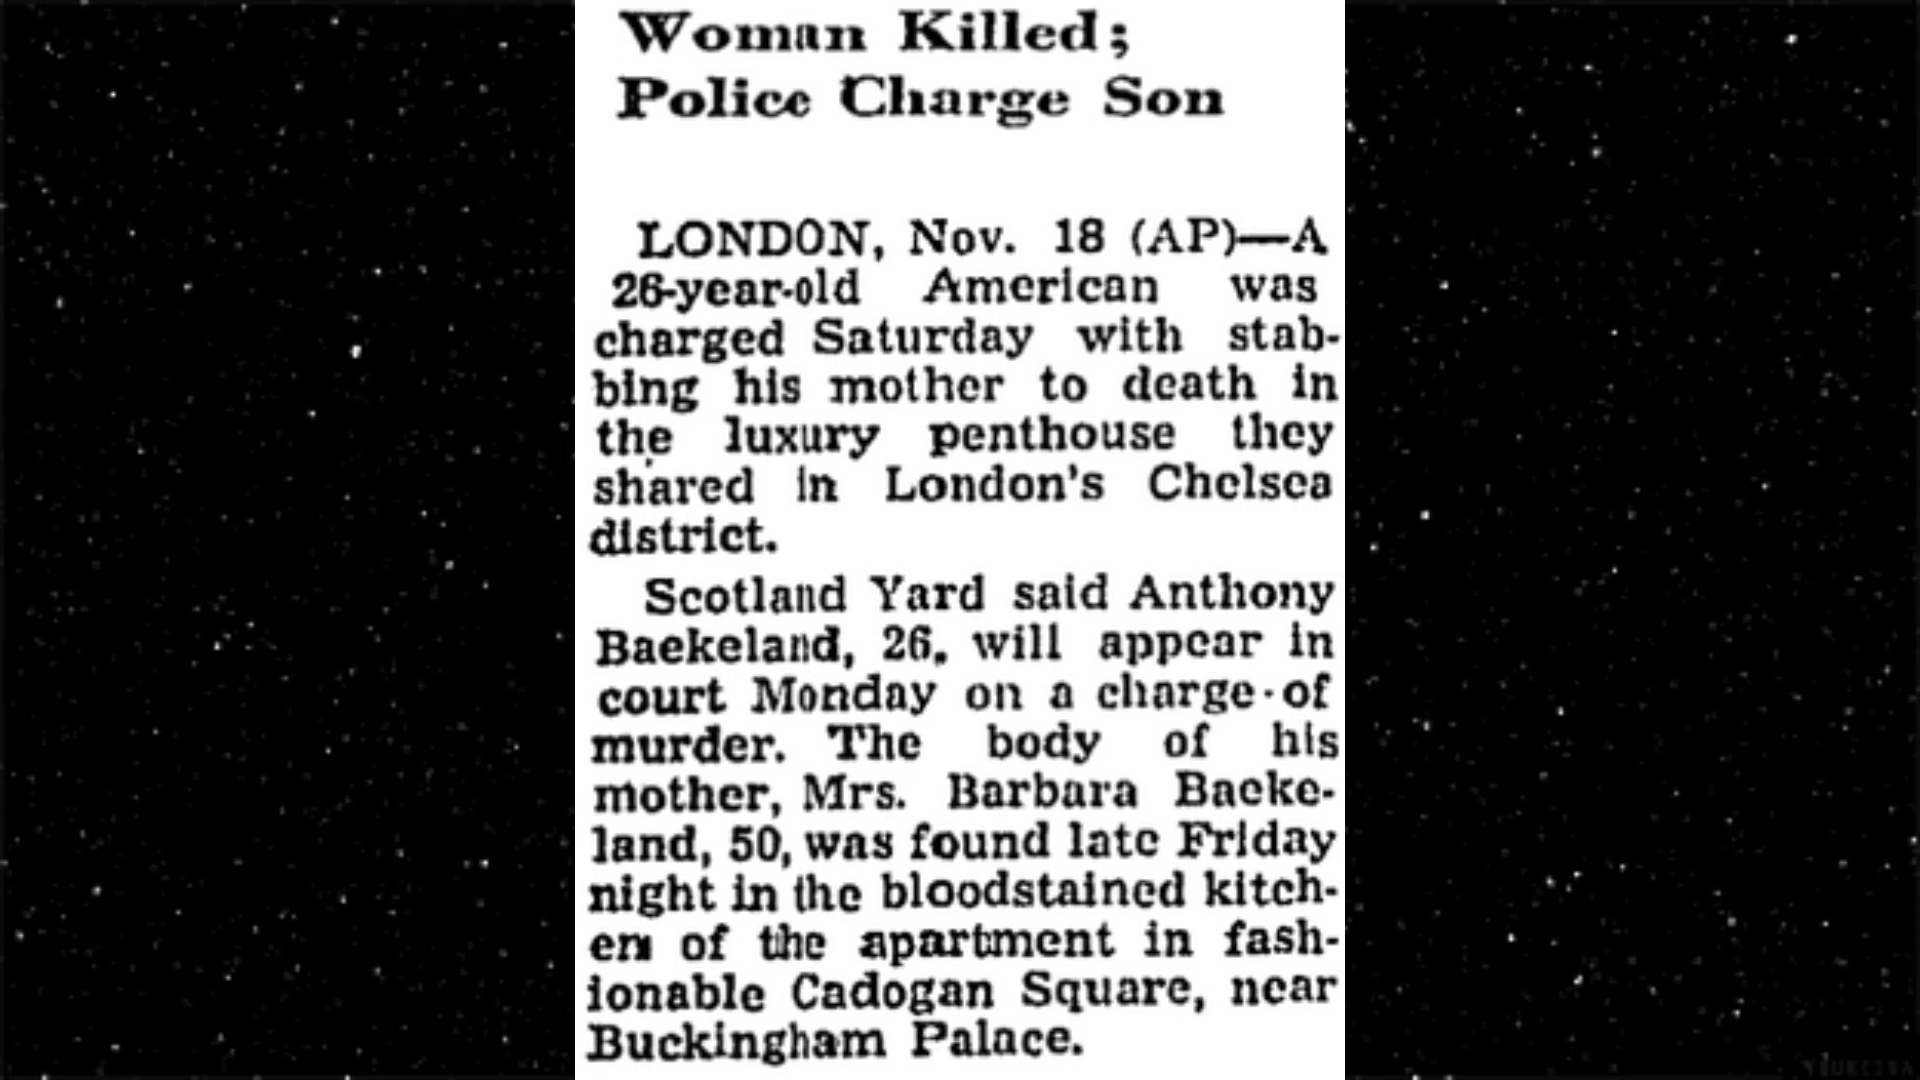 Woman Killed;
Police Charge Son
LONDON, Nov. 18 (AP)—A
26-year-old American was
charged Saturday with stab-
bing his mother to death in
the luxury penthouse they
shared in London's Chelsea
district.
Scotland Yard said Anthony
Baekeland, 26, will appear in
court Monday on a charge of
murder. The body of his
mother, Mrs. Barbara Baeke-
land, 50, was found late Friday
night in the bloodstained kitch-
en of the apartment in fash-
ionable Cadogan Square, near
Buckingham Palace.